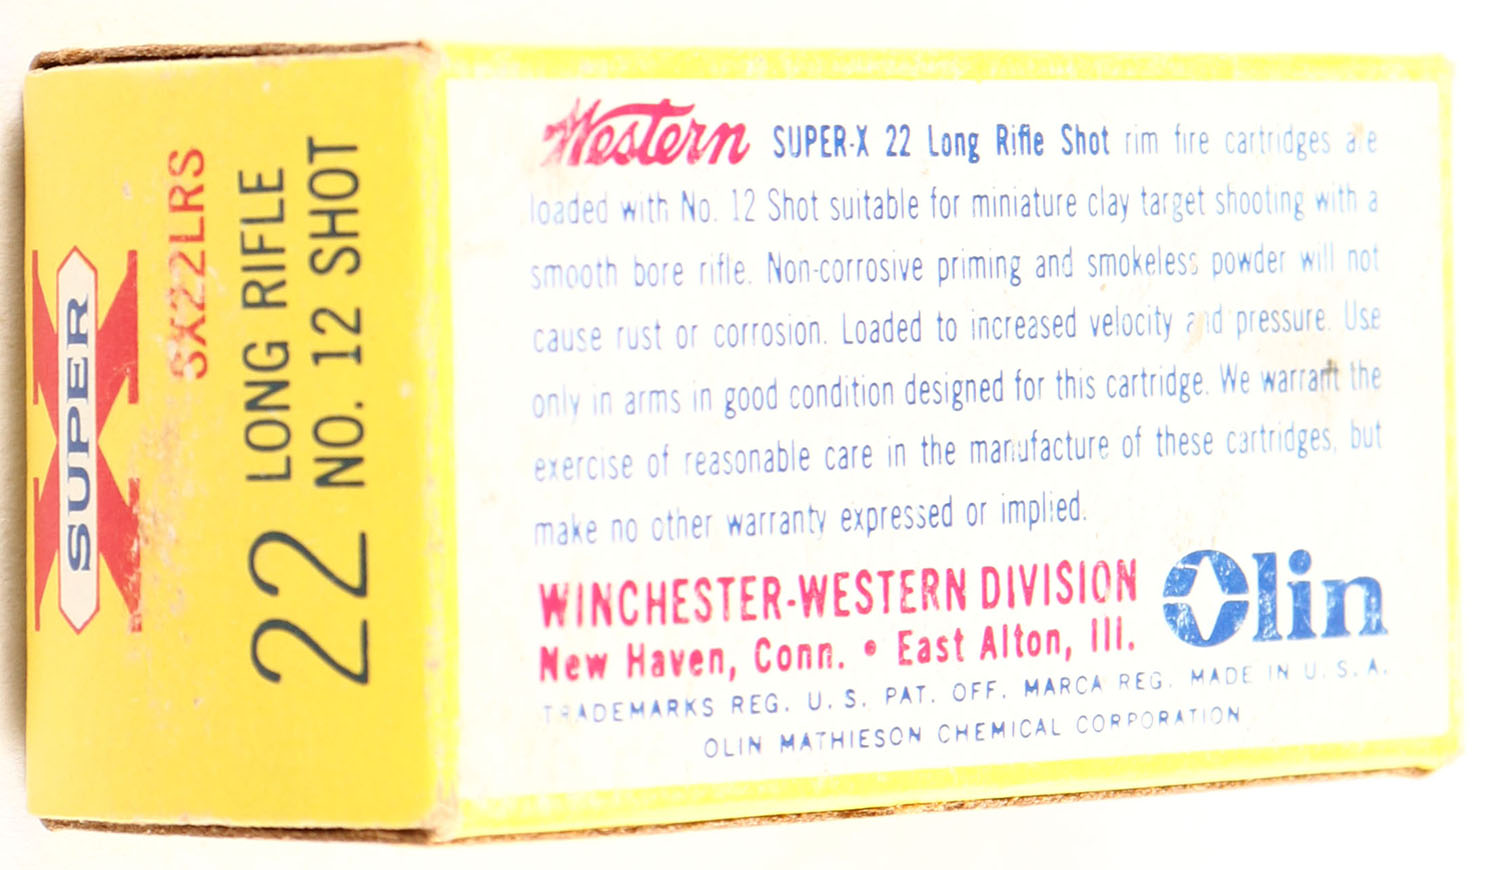 SUPER X
SX22LRS
22 LONG RIFLE
NO. 12 SHOT
Western SUPER-X 22 Long Rifle Shot rim fire cartridges are
loaded with No. 12 Shot suitable for miniature clay target shooting with a
smooth bore rifle. Non-corrosive priming and smokeless powder will not
cause rust or corrosion. Loaded to increased velocity and pressure. Use
only in arms in good condition designed for this cartridge. We warrant the
exercise of reasonable care in the manufacture of these cartridges, but
make no other warranty expressed or implied.
WINCHESTER-WESTERN DIVISION
New Haven, Conn. • East Alton, Ill.
Olin
TRADEMARKS REG. U. S. PAT. OFF. MARCA REG. MADE IN U. S. A.
OLIN MATHIESON CHEMICAL CORPORATION